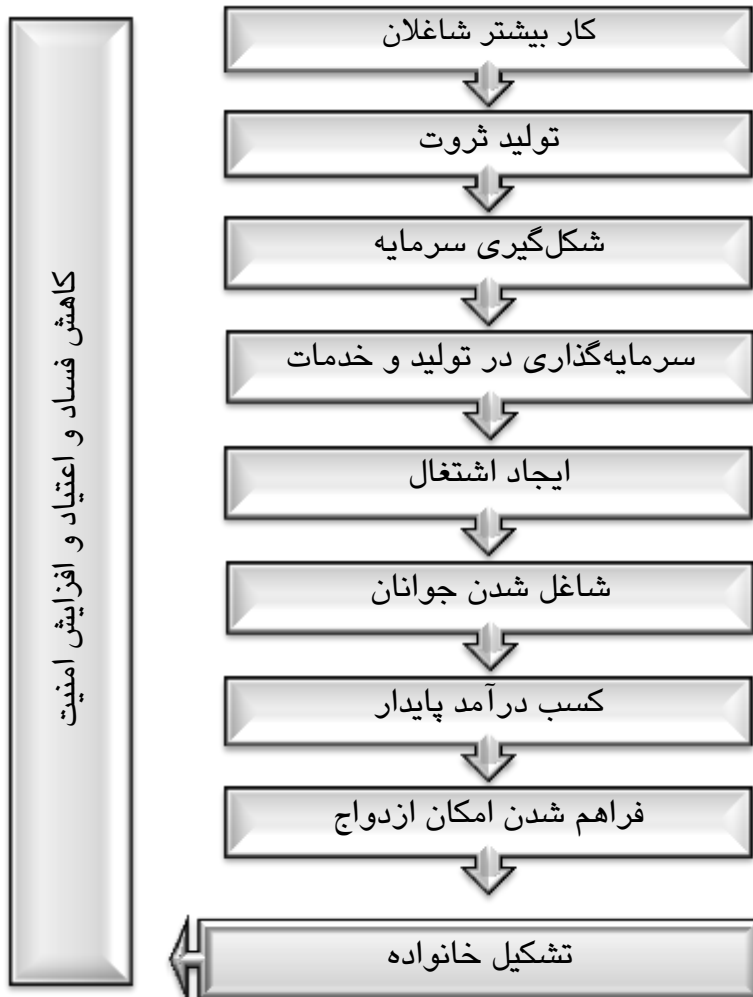 کار بیشتر شاغلان
تولید ثروت
شکل‌گیری سرمایه
سرمایه‌گذاری در تولید و خدمات
ایجاد اشتغال
شاغل شدن جوانان
کسب درآمد پایدار
فراهم شدن امکان ازدواج
تشکیل خانواده
کاهش فساد و اعتیاد و افزایش امنیت